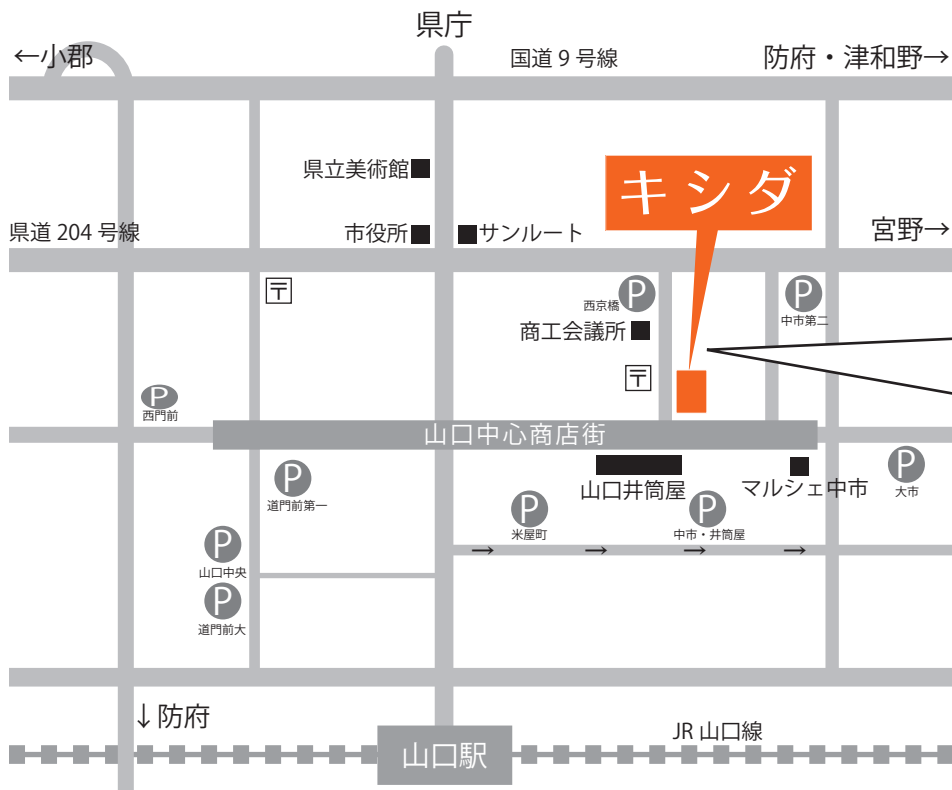 県庁
←小郡
国道 9 号線
防府・津和野→
県立美術館
キシダ
県道 204 号線
市役所
サンルート
宮野→
〒
西京橋
P
P
中市第二
商工会議所
〒
P
西門前
山口中心商店街
P
道門前第一
山口井筒屋
マルシェ中市
P
大市
P
米屋町
P
中市・井筒屋
→ → → →
P
山口中央
P
道門前大
↓防府
JR 山口線
山口駅